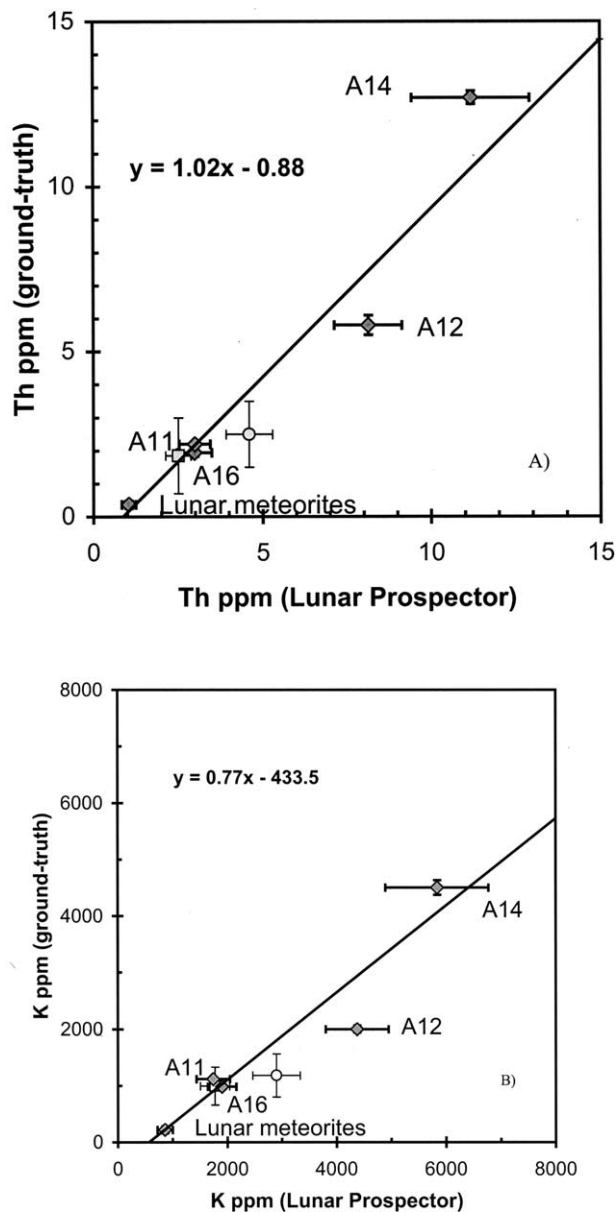 15
A14
y = 1.02x - 0.88
10
Th ppm (ground-truth)
A12
5
A11
A16
A)
Lunar meteorites
0
0 5 10 15
Th ppm (Lunar Prospector)
8000
y = 0.77x - 433.5
6000
K ppm (ground-truth)
4000
A14
2000
A12
A11
A16
B)
Lunar meteorites
0
0 2000 4000 6000 8000
K ppm (Lunar Prospector)